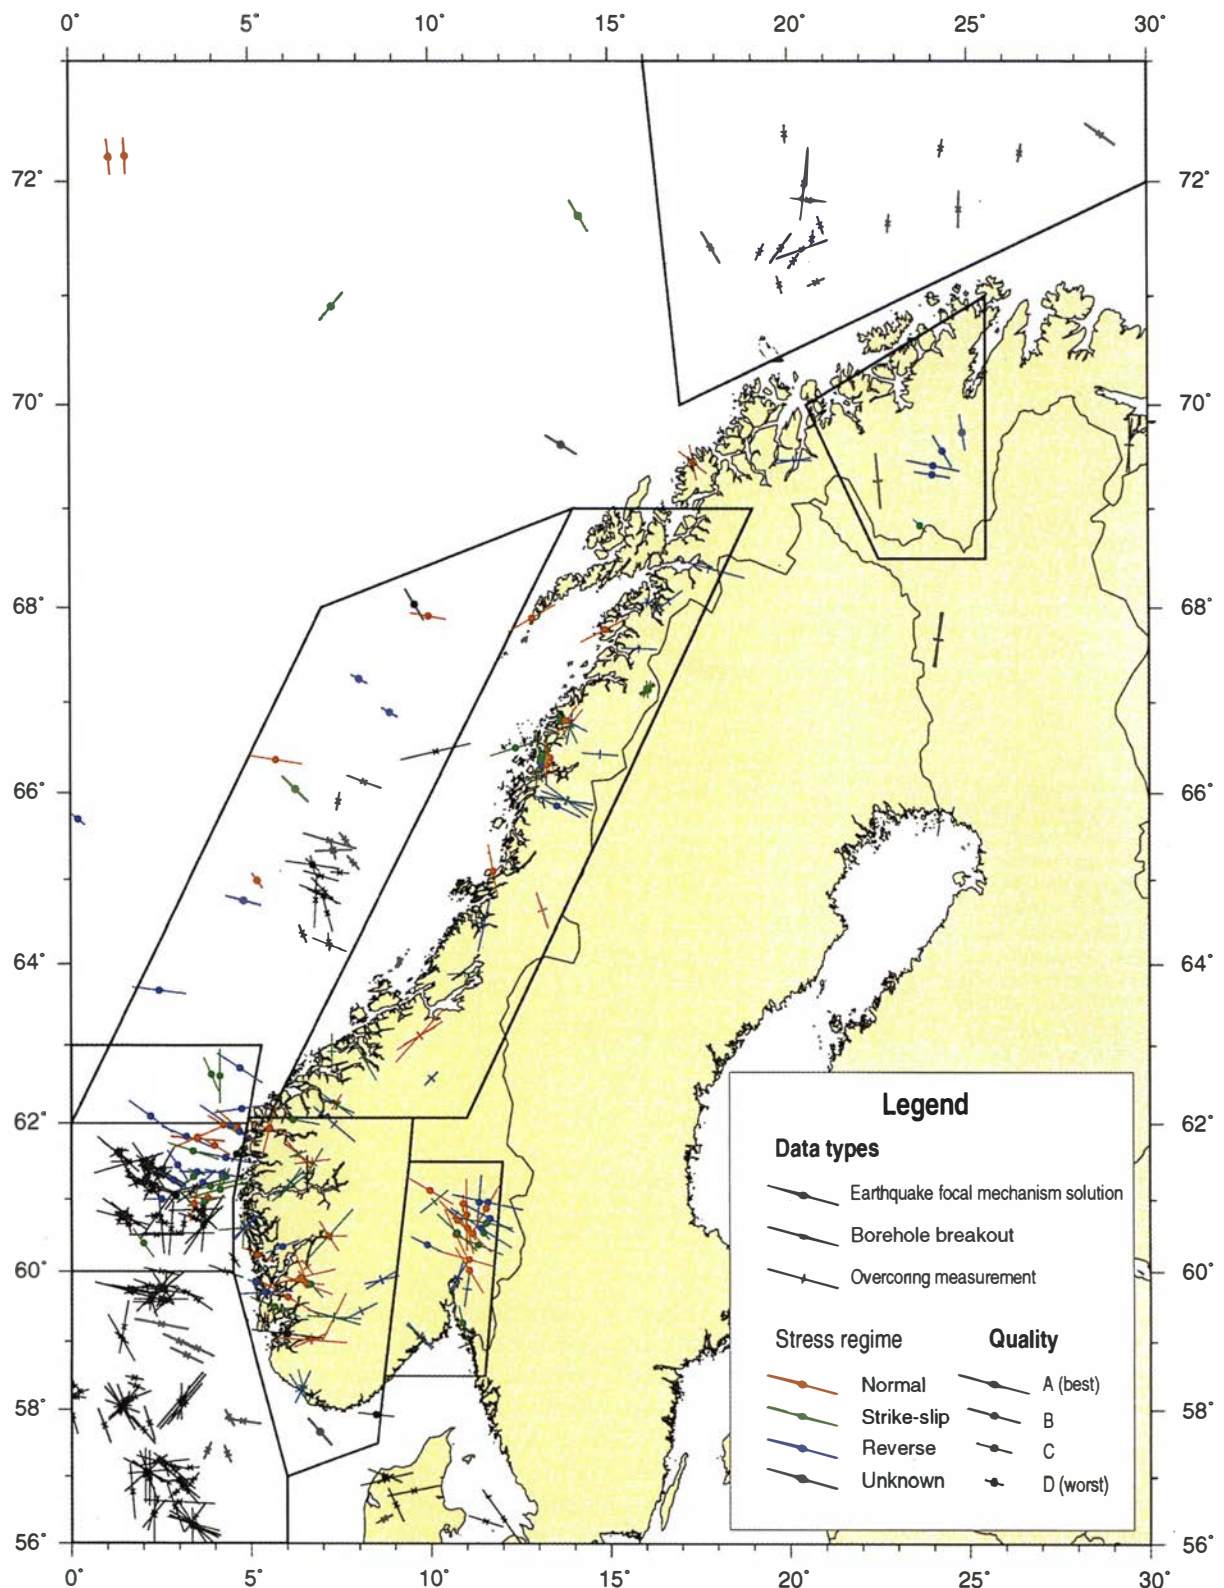 0° 5° 10° 15° 20° 25° 30°
72° 72°
70° 70°
68° 68°
66° 66°
64° 64°
62° 62°
60° 60°
58° 58°
56° 56°
0° 5° 10° 15° 20° 25° 30°
Legend
Data types
Earthquake focal mechanism solution
Borehole breakout
Overcoring measurement
Stress regime
Normal
Strike-slip
Reverse
Unknown
Quality
A (best)
B
C
D (worst)